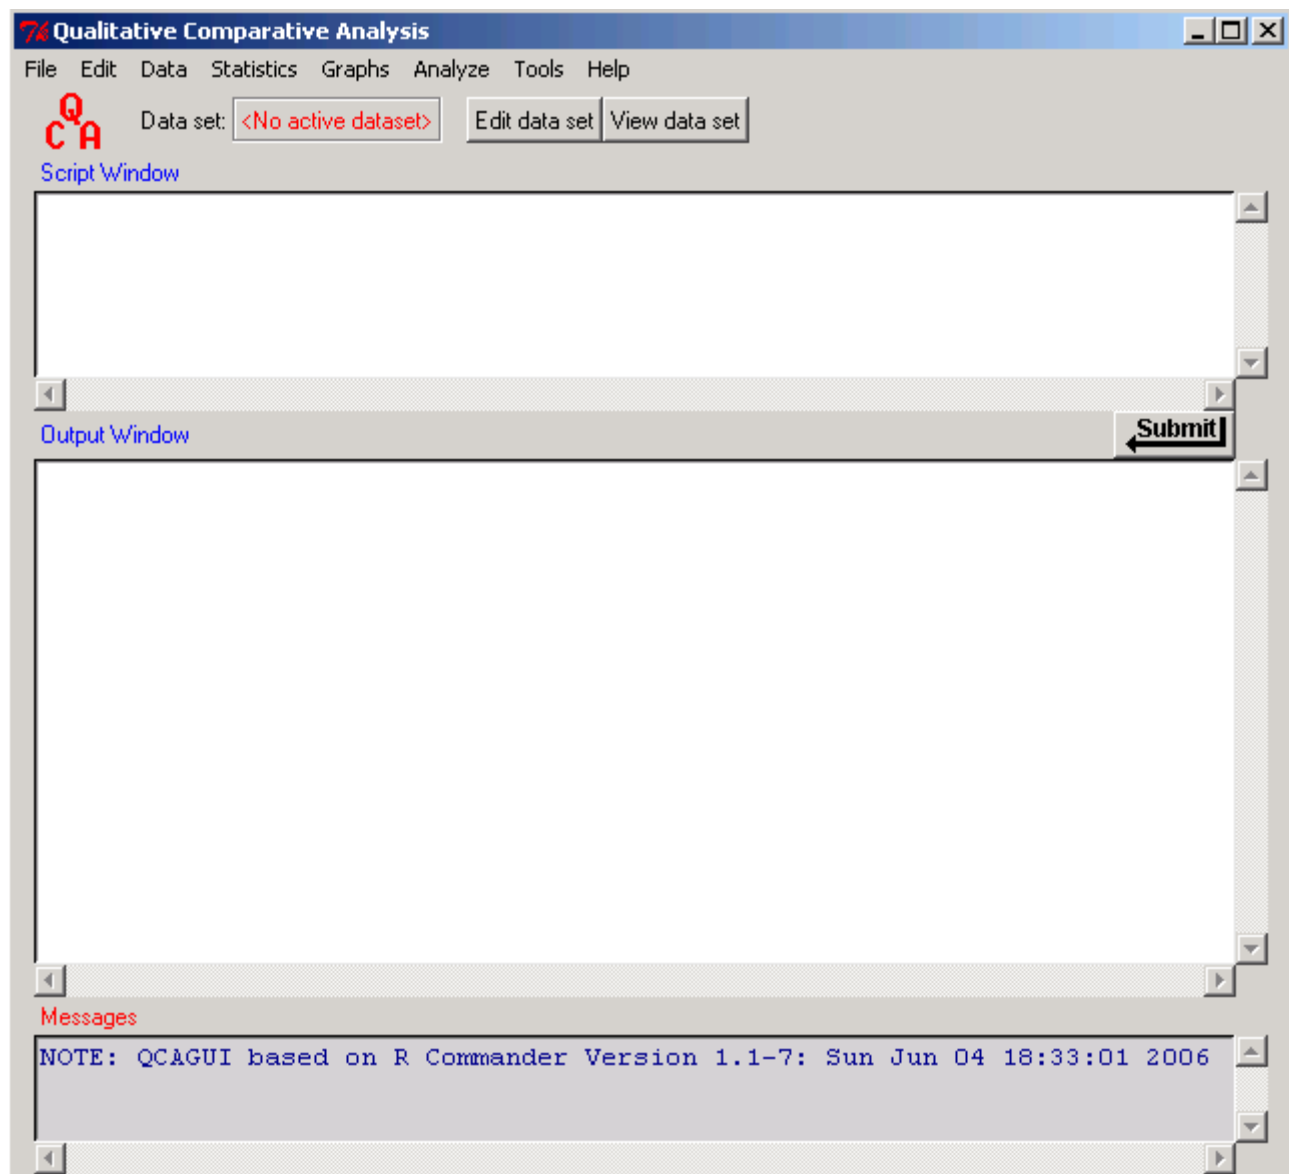 Qualitative Comparative Analysis
File Edit Data Statistics Graphs Analyze Tools Help
QCA Data set: <No active dataset> Edit data set View data set
Script Window
Output Window Submit
Messages
NOTE: QCAGUI based on R Commander Version 1.1-7: Sun Jun 04 18:33:01 2006